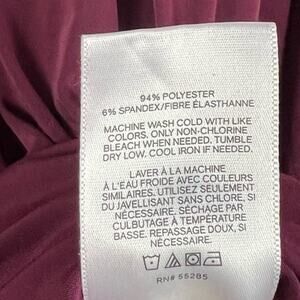 94% POLYESTER
6% SPANDEX/FIBRE ÉLASTHANNE
MACHINE WASH COLD WITH LIKE
COLORS, ONLY NON-CHLORINE
BLEACH WHEN NEEDED. TUMBLE
DRY LOW. COOL IRON IF NEEDED.
LAVER À LA MACHINE
À L'EAU FROIDE AVEC COULEURS
SIMILAIRES. UTILISEZ SEULEMENT
DU JAVELLISANT SANS CHLORE, SI
NÉCESSAIRE. SÉCHAGE PAR
CULBUTAGE À TEMPÉRATURE
BASSE. REPASSAGE DOUX, SI
NÉCESSAIRE.
RN# 55285